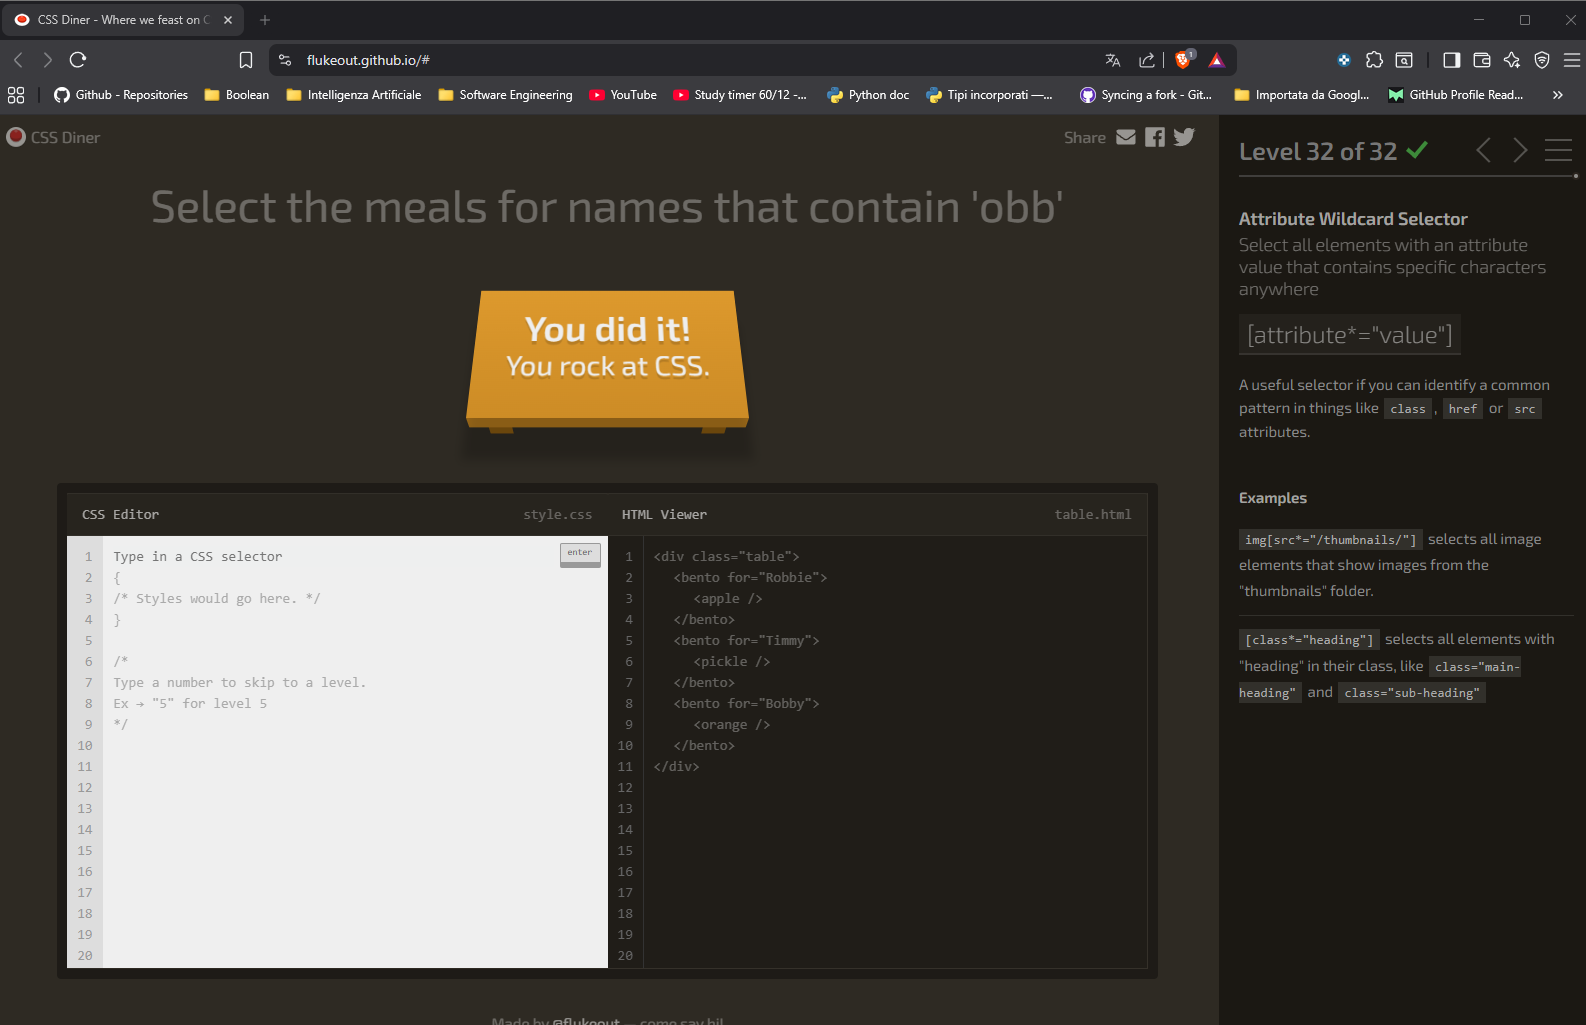 CSS Diner - Where we feast on C
flukeout.github.io/#
1
Github - Repositories
Boolean
Intelligenza Artificiale
Software Engineering
YouTube
Study timer 60/12 -...
Python doc
Tipi incorporati —...
Syncing a fork - Git...
Importata da Googl...
GitHub Profile Read...
CSS Diner
Share
Select the meals for names that contain 'obb'
You did it!
You rock at CSS.
CSS Editor
style.css
HTML Viewer
table.html
1 Type in a CSS selector
enter
2 {
3 /* Styles would go here. */
4 }
5
6 /*
7 Type a number to skip to a level.
8 Ex → "5" for level 5
9 */
10
11
12
13
14
15
16
17
18
19
20
1 <div class="table">
2 <bento for="Robbie">
3 <apple />
4 </bento>
5 <bento for="Timmy">
6 <pickle />
7 </bento>
8 <bento for="Bobby">
9 <orange />
10 </bento>
11 </div>
12
13
14
15
16
17
18
19
20
Made by @flukeout — come say hi!
Level 32 of 32
Attribute Wildcard Selector
Select all elements with an attribute
value that contains specific characters
anywhere
[attribute*="value"]
A useful selector if you can identify a common
pattern in things like class, href or src
attributes.
Examples
img[src*="/thumbnails/"] selects all image
elements that show images from the
"thumbnails" folder.
[class*="heading"] selects all elements with
"heading" in their class, like class="main-
heading" and class="sub-heading"